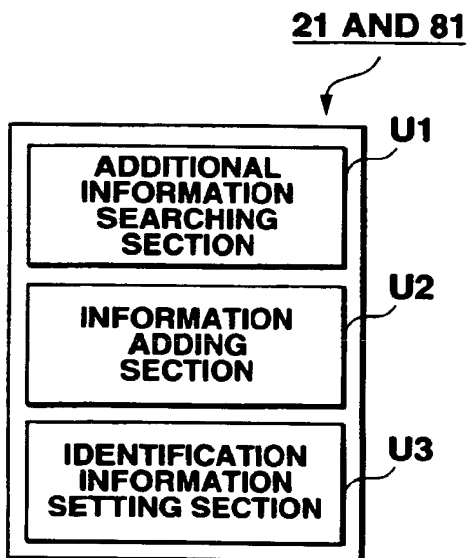 21 AND 81
U1
ADDITIONAL
INFORMATION
SEARCHING
SECTION
U2
INFORMATION
ADDING
SECTION
U3
IDENTIFICATION
INFORMATION
SETTING SECTION